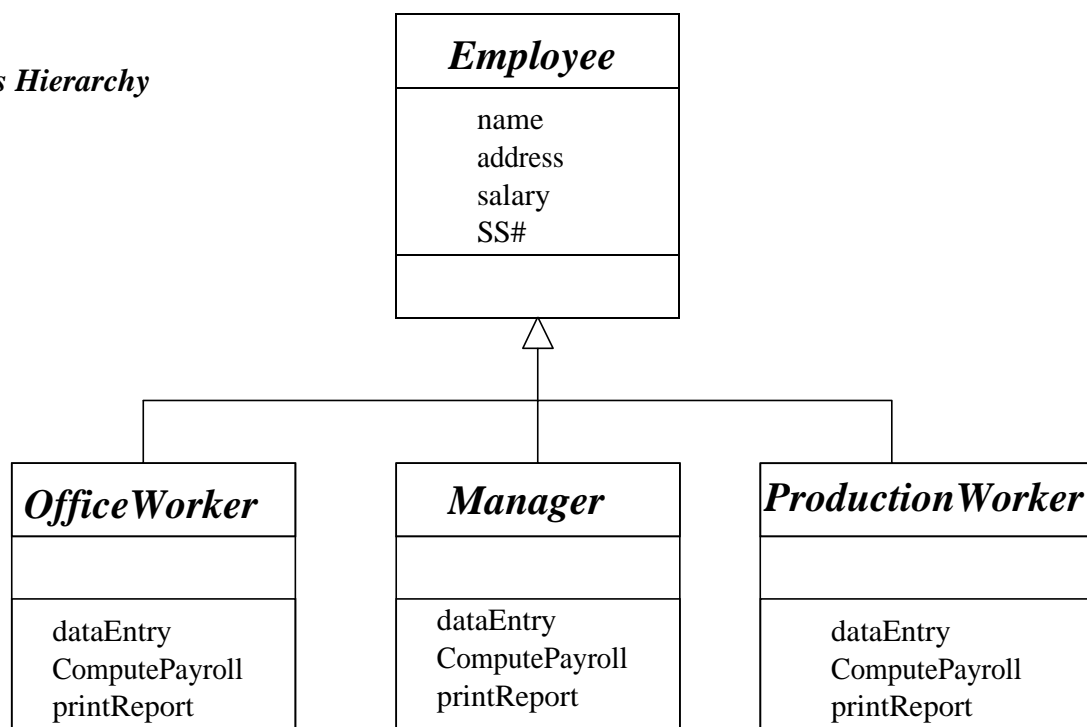 Employee
Hierarchy
name
address
salary
SS#
OfficeWorker
Manager
ProductionWorker
dataEntry
ComputePayroll
printReport
dataEntry
ComputePayroll
printReport
dataEntry
ComputePayroll
printReport